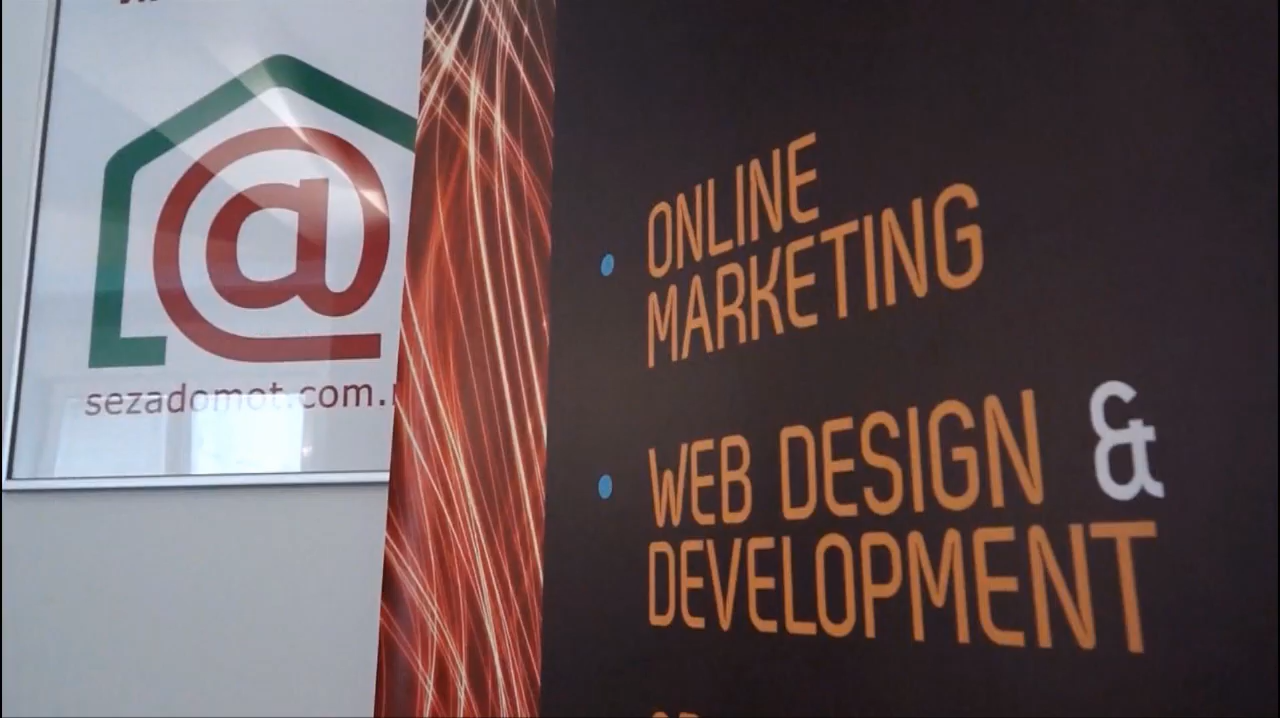 @
sezadomot.com.
ONLINE
MARKETING
WEB DESIGN &
DEVELOPMENT